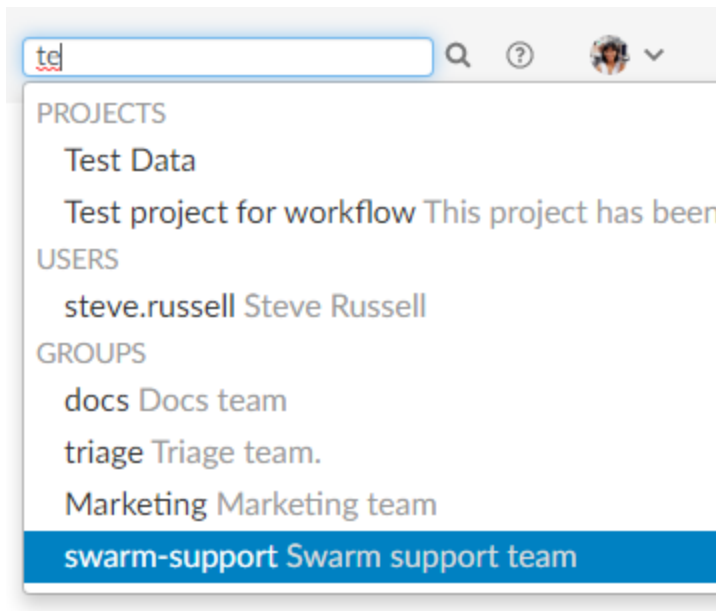 te
PROJECTS
Test Data
Test project for workflow This project has been
USERS
steve.russell Steve Russell
GROUPS
docs Docs team
triage Triage team.
Marketing Marketing team
swarm-support Swarm support team